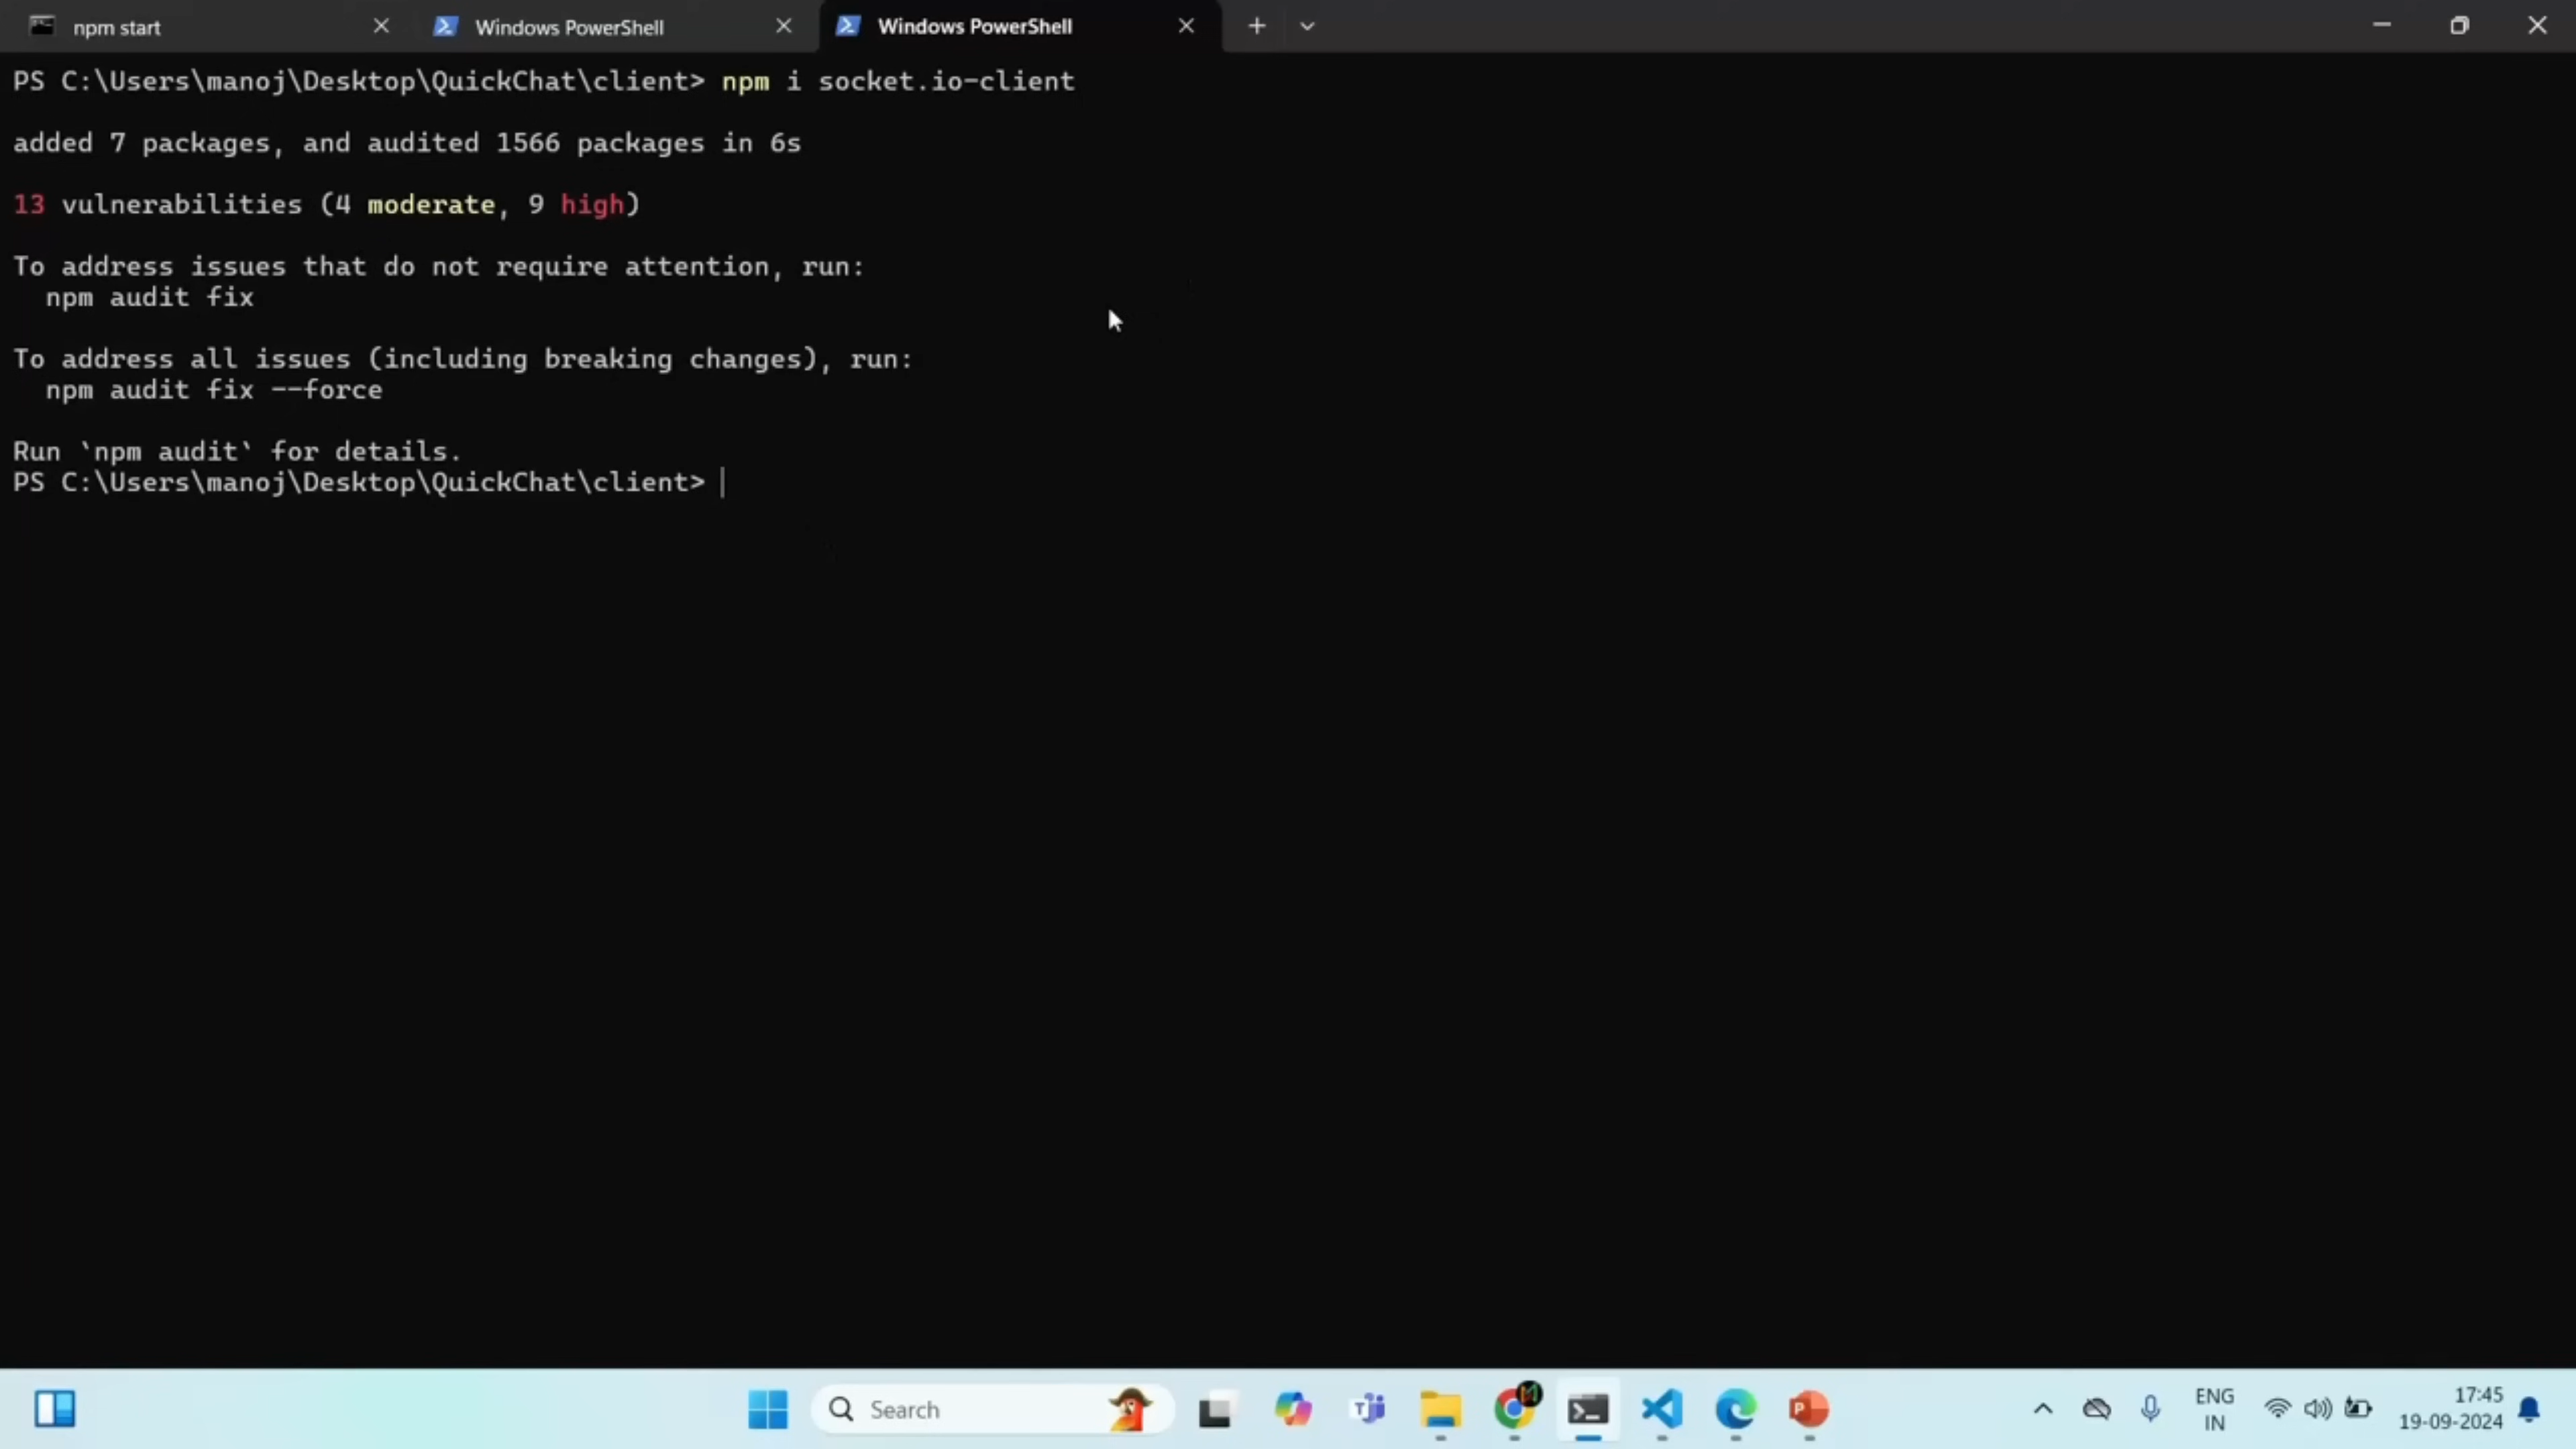 npm start
Windows PowerShell
Windows PowerShell
PS C:\Users\manoj\Desktop\QuickChat\client> npm i socket.io-client
added 7 packages, and audited 1566 packages in 6s
13 vulnerabilities (4 moderate, 9 high)
To address issues that do not require attention, run:
npm audit fix
To address all issues (including breaking changes), run:
npm audit fix --force
Run `npm audit` for details.
PS C:\Users\manoj\Desktop\QuickChat\client>
Search
ENG
IN
17:45
19-09-2024